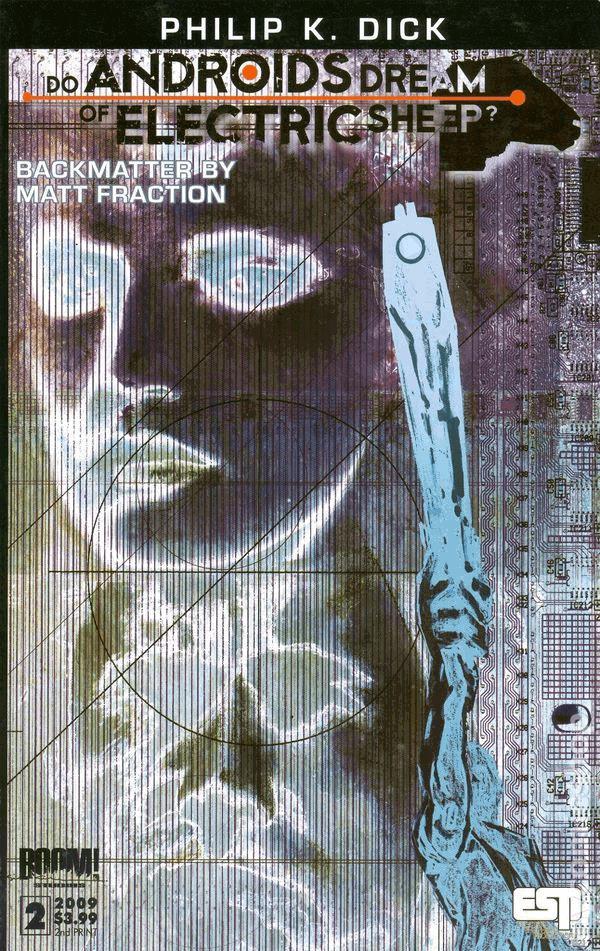 PHILIP K. DICK
DO ANDROIDS DREAM
OF ELECTRIC SHEEP?
BACKMATTER BY
MATT FRACTION
BOOM!
STUDIOS
2
2009
$3.99
2nd PRINT
ESP